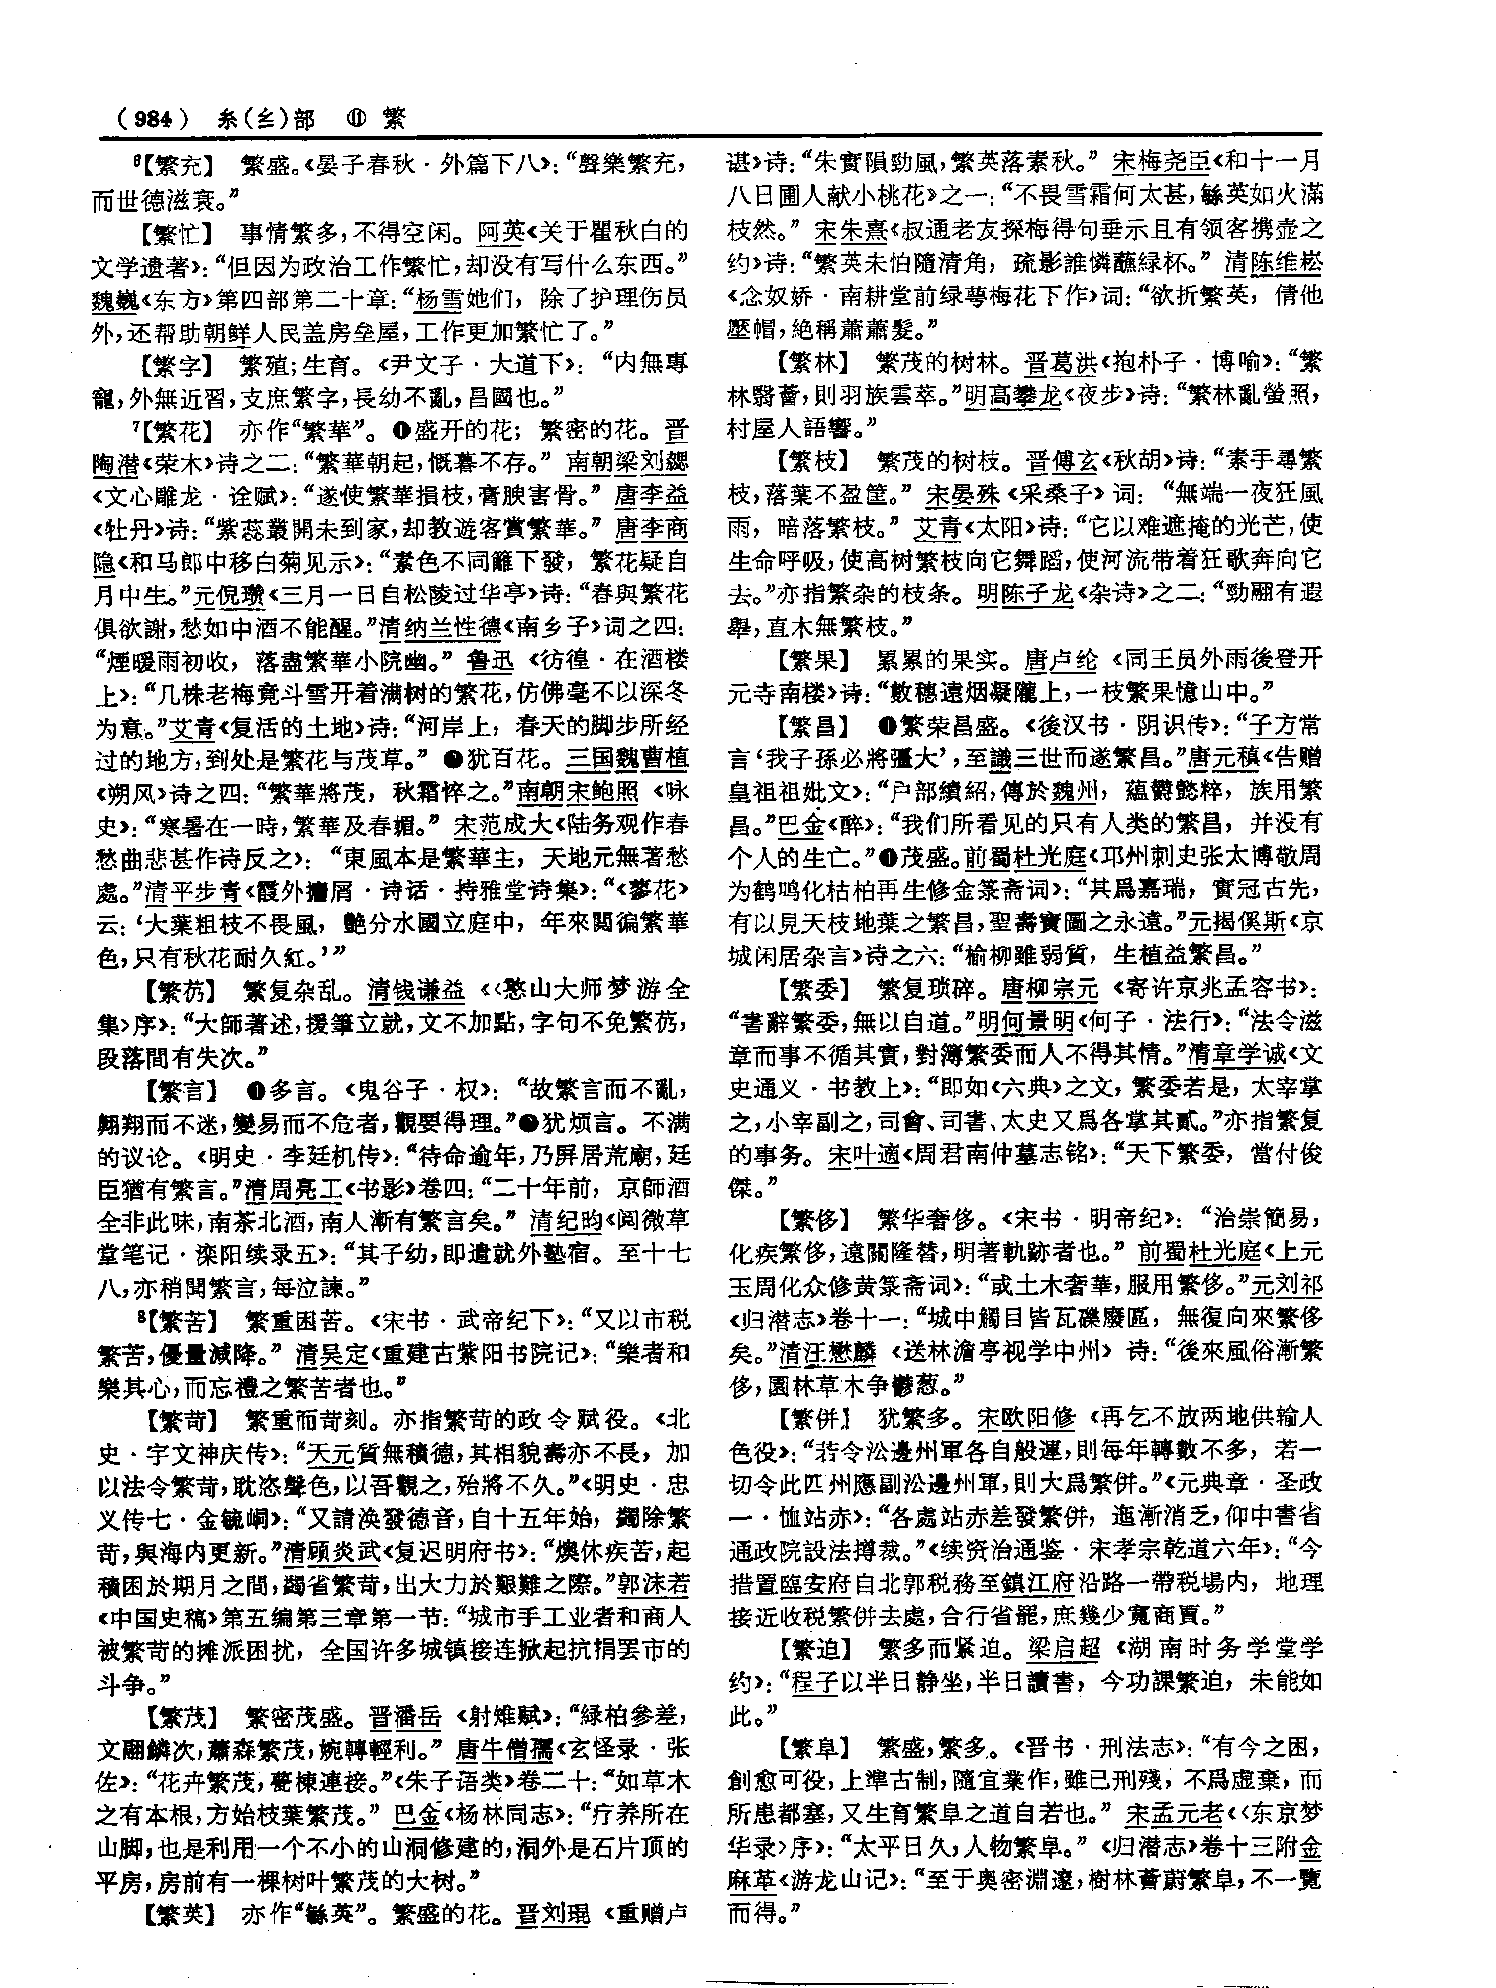 (984) 糸(纟)部 ⑪ 繁
⁶【繁充】 繁盛。《晏子春秋·外篇下八》：“聲樂繁充，
而世德滋衰。”
【繁忙】 事情繁多，不得空闲。阿英《关于瞿秋白的
文学遗著》：“但因为政治工作繁忙，却没有写什么东西。”
魏巍《东方》第四部第二十章：“杨雪她们，除了护理伤员
外，还帮助朝鲜人民盖房垒屋，工作更加繁忙了。”
【繁字】 繁殖；生育。《尹文子·大道下》：“内無專
寵，外無近習，支庶繁字，長幼不亂，昌國也。”
⁷【繁花】 亦作“繁華”。❶盛开的花；繁密的花。晋
陶潜《荣木》诗之二：“繁華朝起，慨暮不存。”南朝梁刘勰
《文心雕龙·诠赋》：“遂使繁華損枝，膏腴害骨。”唐李益
《牡丹》诗：“紫蕊叢開未到家，却教遊客賞繁華。”唐李商
隐《和马郎中移白菊见示》：“素色不同籬下發，繁花疑自
月中生。”元倪瓒《三月一日自松陵过华亭》诗：“春與繁花
俱欲謝，愁如中酒不能醒。”清纳兰性德《南乡子》词之四：
“煙暖雨初收，落盡繁華小院幽。”鲁迅《彷徨·在酒楼
上》：“几株老梅竟斗雪开着满树的繁花，仿佛毫不以深冬
为意。”艾青《复活的土地》诗：“河岸上，春天的脚步所经
过的地方，到处是繁花与茂草。”❷犹百花。三国魏曹植
《朔风》诗之四：“繁華將茂，秋霜悴之。”南朝宋鲍照《咏
史》：“寒暑在一時，繁華及春媚。”宋范成大《陆务观作春
愁曲悲甚作诗反之》：“東風本是繁華主，天地元無著愁
處。”清平步青《霞外攟屑·诗话·持雅堂诗集》：“《蓼花》
云：‘大葉粗枝不畏風，艷分水國立庭中，年來閲徧繁華
色，只有秋花耐久紅。’”
【繁芿】 繁复杂乱。清钱谦益《〈憨山大师梦游全
集〉序》：“大師著述，援筆立就，文不加點，字句不免繁芿，
段落間有失次。”
【繁言】 ❶多言。《鬼谷子·权》：“故繁言而不亂，
翱翔而不迷，變易而不危者，覩要得理。”❷犹烦言。不满
的议论。《明史·李廷机传》：“待命逾年，乃屏居荒廟，廷
臣猶有繁言。”清周亮工《书影》卷四：“二十年前，京師酒
全非此味，南茶北酒，南人漸有繁言矣。”清纪昀《阅微草
堂笔记·滦阳续录五》：“其子幼，即遣就外塾宿。至十七
八，亦稍聞繁言，每泣諫。”
⁸【繁苦】 繁重困苦。《宋书·武帝纪下》：“又以市税
繁苦，優量減降。”清吴定《重建古紫阳书院记》：“樂者和
樂其心，而忘禮之繁苦者也。”
【繁苛】 繁重而苛刻。亦指繁苛的政令赋役。《北
史·宇文神庆传》：“天元質無積德，其相貌壽亦不長，加
以法令繁苛，耽恣聲色，以吾觀之，殆將不久。”《明史·忠
义传七·金毓峒》：“又請涣發德音，自十五年始，蠲除繁
苛，與海内更新。”清顾炎武《复迟明府书》：“燠休疾苦，起
積困於期月之間，蠲省繁苛，出大力於艱難之際。”郭沫若
《中国史稿》第五编第三章第一节：“城市手工业者和商人
被繁苛的摊派困扰，全国许多城镇接连掀起抗捐罢市的
斗争。”
【繁茂】 繁密茂盛。晋潘岳《射雉赋》：“緑柏參差，
文翮鱗次，蕭森繁茂，婉轉輕利。”唐牛僧孺《玄怪录·张
佐》：“花卉繁茂，甍棟連接。”《朱子语类》卷二十：“如草木
之有本根，方始枝葉繁茂。”巴金《杨林同志》：“疗养所在
山脚，也是利用一个不小的山洞修建的，洞外是石片顶的
平房，房前有一棵树叶繁茂的大树。”
【繁英】 亦作“緐英”。繁盛的花。晋刘琨《重赠卢
谌》诗：“朱實隕勁風，繁英落素秋。”宋梅尧臣《和十一月
八日圃人献小桃花》之一：“不畏雪霜何太甚，緐英如火滿
枝然。”宋朱熹《叔通老友探梅得句垂示且有领客携壶之
约》诗：“繁英未怕隨清角，疏影誰憐蘸緑杯。”清陈维崧
《念奴娇·南耕堂前绿萼梅花下作》词：“欲折繁英，倩他
壓帽，絶稱蕭蕭髮。”
【繁林】 繁茂的树林。晋葛洪《抱朴子·博喻》：“繁
林翳薈，則羽族雲萃。”明高攀龙《夜步》诗：“繁林亂螢照，
村屋人語響。”
【繁枝】 繁茂的树枝。晋傅玄《秋胡》诗：“素手尋繁
枝，落葉不盈筐。”宋晏殊《采桑子》词：“無端一夜狂風
雨，暗落繁枝。”艾青《太阳》诗：“它以难遮掩的光芒，使
生命呼吸，使高树繁枝向它舞蹈，使河流带着狂歌奔向它
去。”亦指繁杂的枝条。明陈子龙《杂诗》之二：“勁翮有遐
舉，直木無繁枝。”
【繁果】 累累的果实。唐卢纶《同王员外雨後登开
元寺南楼》诗：“數穗遠烟凝隴上，一枝繁果憶山中。”
【繁昌】 ❶繁荣昌盛。《後汉书·阴识传》：“子方常
言‘我子孫必將彊大’，至識三世而遂繁昌。”唐元稹《告赠
皇祖祖妣文》：“户部纘紹，傳於魏州，藴鬱懿粹，族用繁
昌。”巴金《醉》：“我们所看见的只有人类的繁昌，并没有
个人的生亡。”❷茂盛。前蜀杜光庭《邛州刺史张太博敬周
为鹤鸣化枯柏再生修金箓斋词》：“其爲嘉瑞，實冠古先，
有以見天枝地葉之繁昌，聖壽寶圖之永遠。”元揭傒斯《京
城闲居杂言》诗之六：“榆柳雖弱質，生植益繁昌。”
【繁委】 繁复琐碎。唐柳宗元《寄许京兆孟容书》：
“書辭繁委，無以自道。”明何景明《何子·法行》：“法令滋
章而事不循其實，對簿繁委而人不得其情。”清章学诚《文
史通义·书教上》：“即如《六典》之文，繁委若是，太宰掌
之，小宰副之，司會、司書、太史又爲各掌其貳。”亦指繁复
的事务。宋叶適《周君南仲墓志铭》：“天下繁委，當付俊
傑。”
【繁侈】 繁华奢侈。《宋书·明帝纪》：“治崇簡易，
化疾繁侈，遠關隆替，明著軌跡者也。”前蜀杜光庭《上元
玉周化众修黄箓斋词》：“或土木奢華，服用繁侈。”元刘祁
《归潜志》卷十一：“城中觸目皆瓦礫廢區，無復向來繁侈
矣。”清汪懋麟《送林澹亭视学中州》诗：“後來風俗漸繁
侈，園林草木争鬱葱。”
【繁併】 犹繁多。宋欧阳修《再乞不放两地供输人
色役》：“若令沿邊州軍各自般運，則每年轉數不多，若一
切令此四州應副沿邊州軍，則大爲繁併。”《元典章·圣政
一·恤站赤》：“各處站赤差發繁併，迤漸消乏，仰中書省
通政院設法撙裁。”《续资治通鉴·宋孝宗乾道六年》：“今
措置臨安府自北郭税務至鎮江府沿路一帶税場内，地理
接近收税繁併去處，合行省罷，庶幾少寬商賈。”
【繁迫】 繁多而紧迫。梁启超《湖南时务学堂学
约》：“程子以半日静坐，半日讀書，今功課繁迫，未能如
此。”
【繁阜】 繁盛，繁多。《晋书·刑法志》：“有今之困，
創愈可役，上準古制，隨宜業作，雖已刑殘，不爲虚棄，而
所患都塞，又生育繁阜之道自若也。”宋孟元老《〈东京梦
华录〉序》：“太平日久，人物繁阜。”《归潜志》卷十三附金
麻革《游龙山记》：“至于奥密淵邃，樹林薈蔚繁阜，不一覽
而得。”